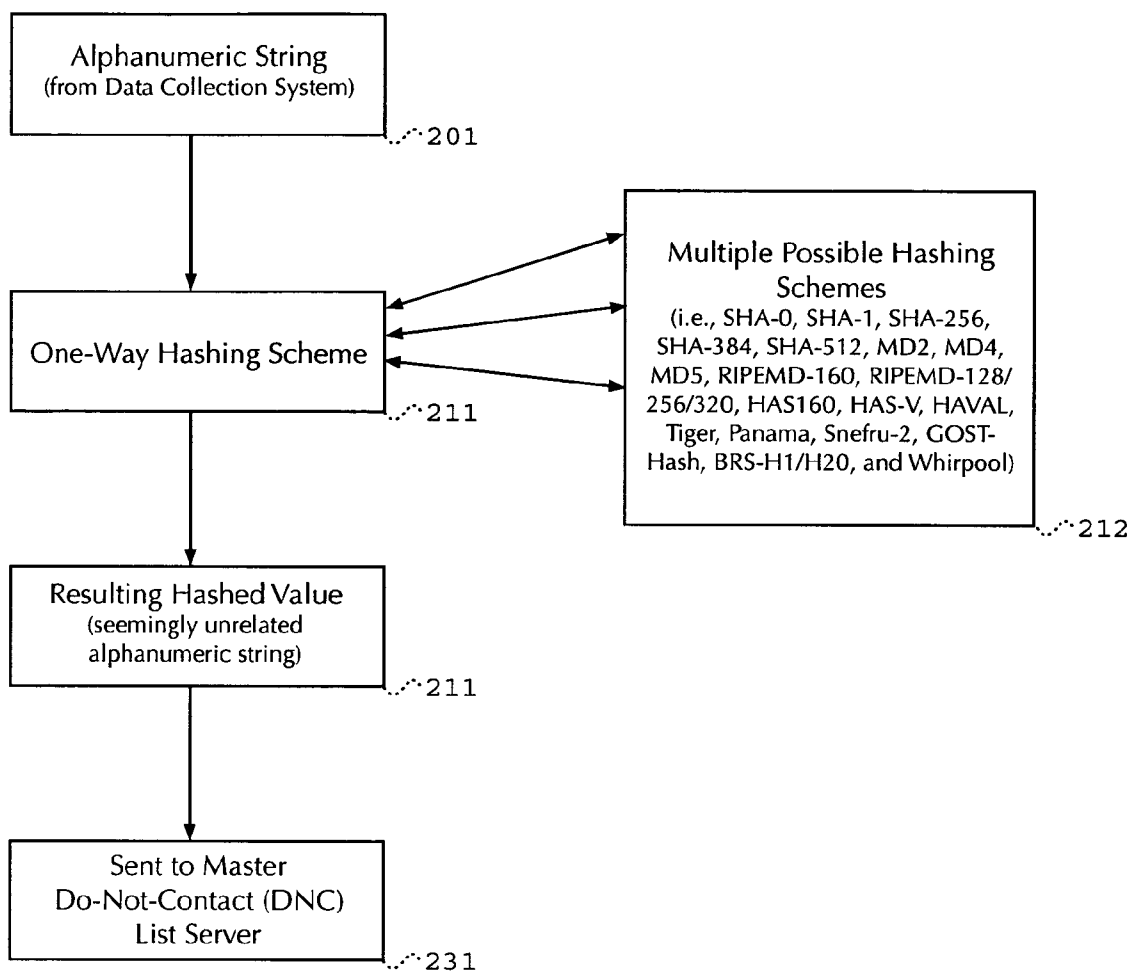 Alphanumeric String
(from Data Collection System)
201
One-Way Hashing Scheme
211
Multiple Possible Hashing
Schemes
(i.e., SHA-0, SHA-1, SHA-256,
SHA-384, SHA-512, MD2, MD4,
MD5, RIPEMD-160, RIPEMD-128/
256/320, HAS160, HAS-V, HAVAL,
Tiger, Panama, Snefru-2, GOST-
Hash, BRS-H1/H20, and Whirpool)
212
Resulting Hashed Value
(seemingly unrelated
alphanumeric string)
211
Sent to Master
Do-Not-Contact (DNC)
List Server
231